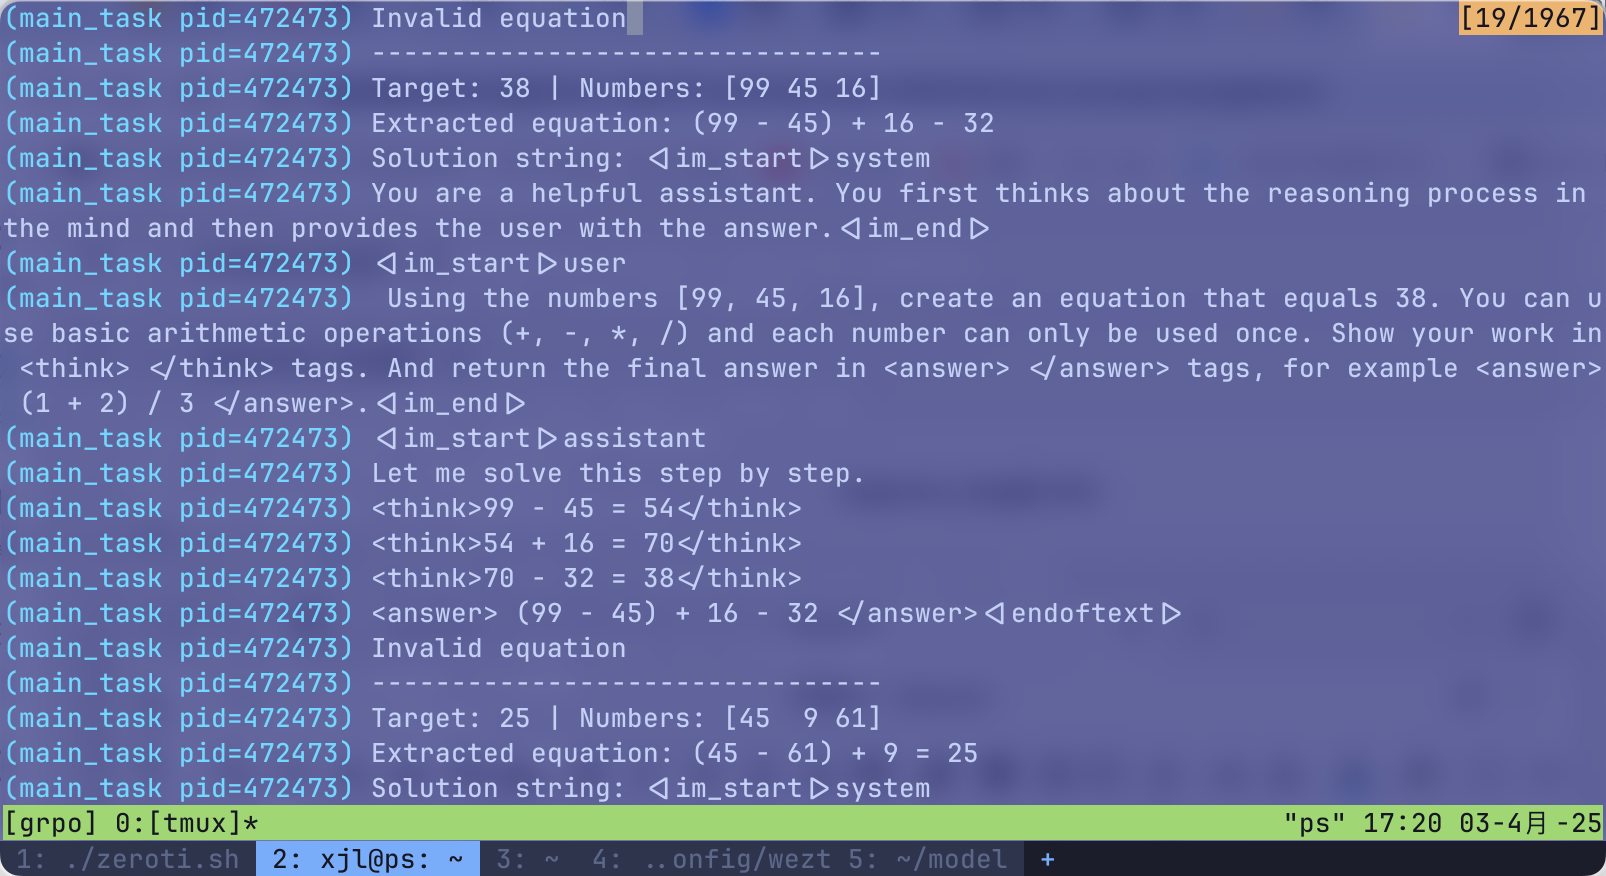 (main_task pid=472473) Invalid equation [19/1967]
(main_task pid=472473) --------------------------------
(main_task pid=472473) Target: 38 | Numbers: [99 45 16]
(main_task pid=472473) Extracted equation: (99 - 45) + 16 - 32
(main_task pid=472473) Solution string: <|im_start|>system
(main_task pid=472473) You are a helpful assistant. You first thinks about the reasoning process in
the mind and then provides the user with the answer.<|im_end|>
(main_task pid=472473) <|im_start|>user
(main_task pid=472473)  Using the numbers [99, 45, 16], create an equation that equals 38. You can u
se basic arithmetic operations (+, -, *, /) and each number can only be used once. Show your work in
 <think> </think> tags. And return the final answer in <answer> </answer> tags, for example <answer>
 (1 + 2) / 3 </answer>.<|im_end|>
(main_task pid=472473) <|im_start|>assistant
(main_task pid=472473) Let me solve this step by step.
(main_task pid=472473) <think>99 - 45 = 54</think>
(main_task pid=472473) <think>54 + 16 = 70</think>
(main_task pid=472473) <think>70 - 32 = 38</think>
(main_task pid=472473) <answer> (99 - 45) + 16 - 32 </answer><|endoftext|>
(main_task pid=472473) Invalid equation
(main_task pid=472473) --------------------------------
(main_task pid=472473) Target: 25 | Numbers: [45  9 61]
(main_task pid=472473) Extracted equation: (45 - 61) + 9 = 25
(main_task pid=472473) Solution string: <|im_start|>system
[grpo] 0:[tmux]* "ps" 17:20 03-4月-25
1: ./zeroti.sh 2: xjl@ps: ~ 3: ~ 4: ..onfig/wezt 5: ~/model +